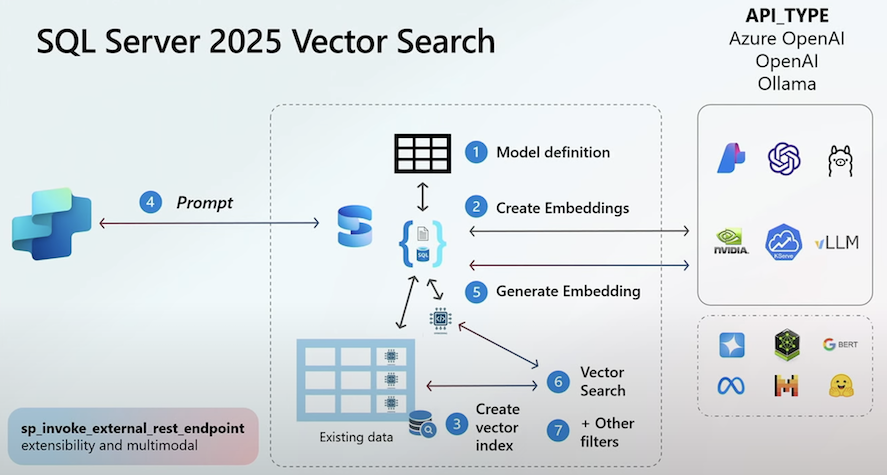 SQL Server 2025 Vector Search
API_TYPE
Azure OpenAI
OpenAI
Ollama
1 Model definition
4 Prompt
2 Create Embeddings
SQL
NVIDIA.
KServe
vLLM
5 Generate Embedding
BERT
6 Vector
Search
3 Create
vector
index
7 + Other
filters
Existing data
sp_invoke_external_rest_endpoint
extensibility and multimodal